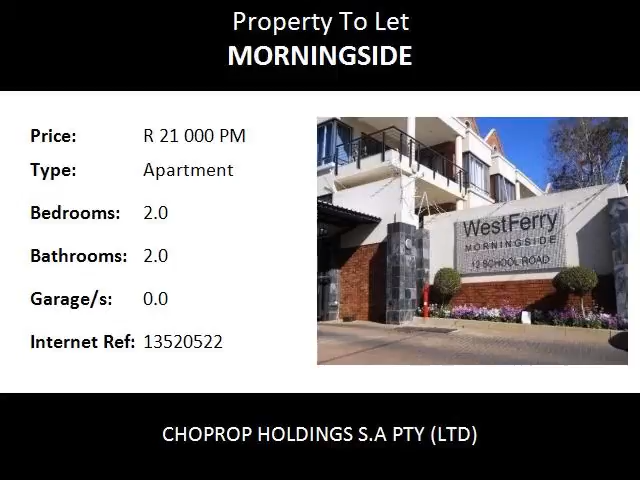 Property To Let
MORNINGSIDE
Price: R 21 000 PM
Type: Apartment
Bedrooms: 2.0
Bathrooms: 2.0
Garage/s: 0.0
Internet Ref: 13520522
WestFerry
MORNINGSIDE
12 SCHOOL ROAD
CHOPROP HOLDINGS S.A PTY (LTD)